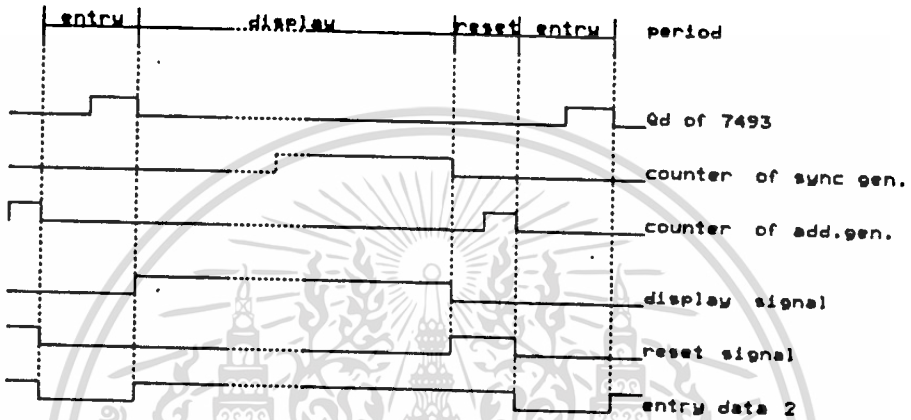 entry display reset entry period
Qd of 7493
counter of sync gen.
counter of add.gen.
display signal
reset signal
entry data 2